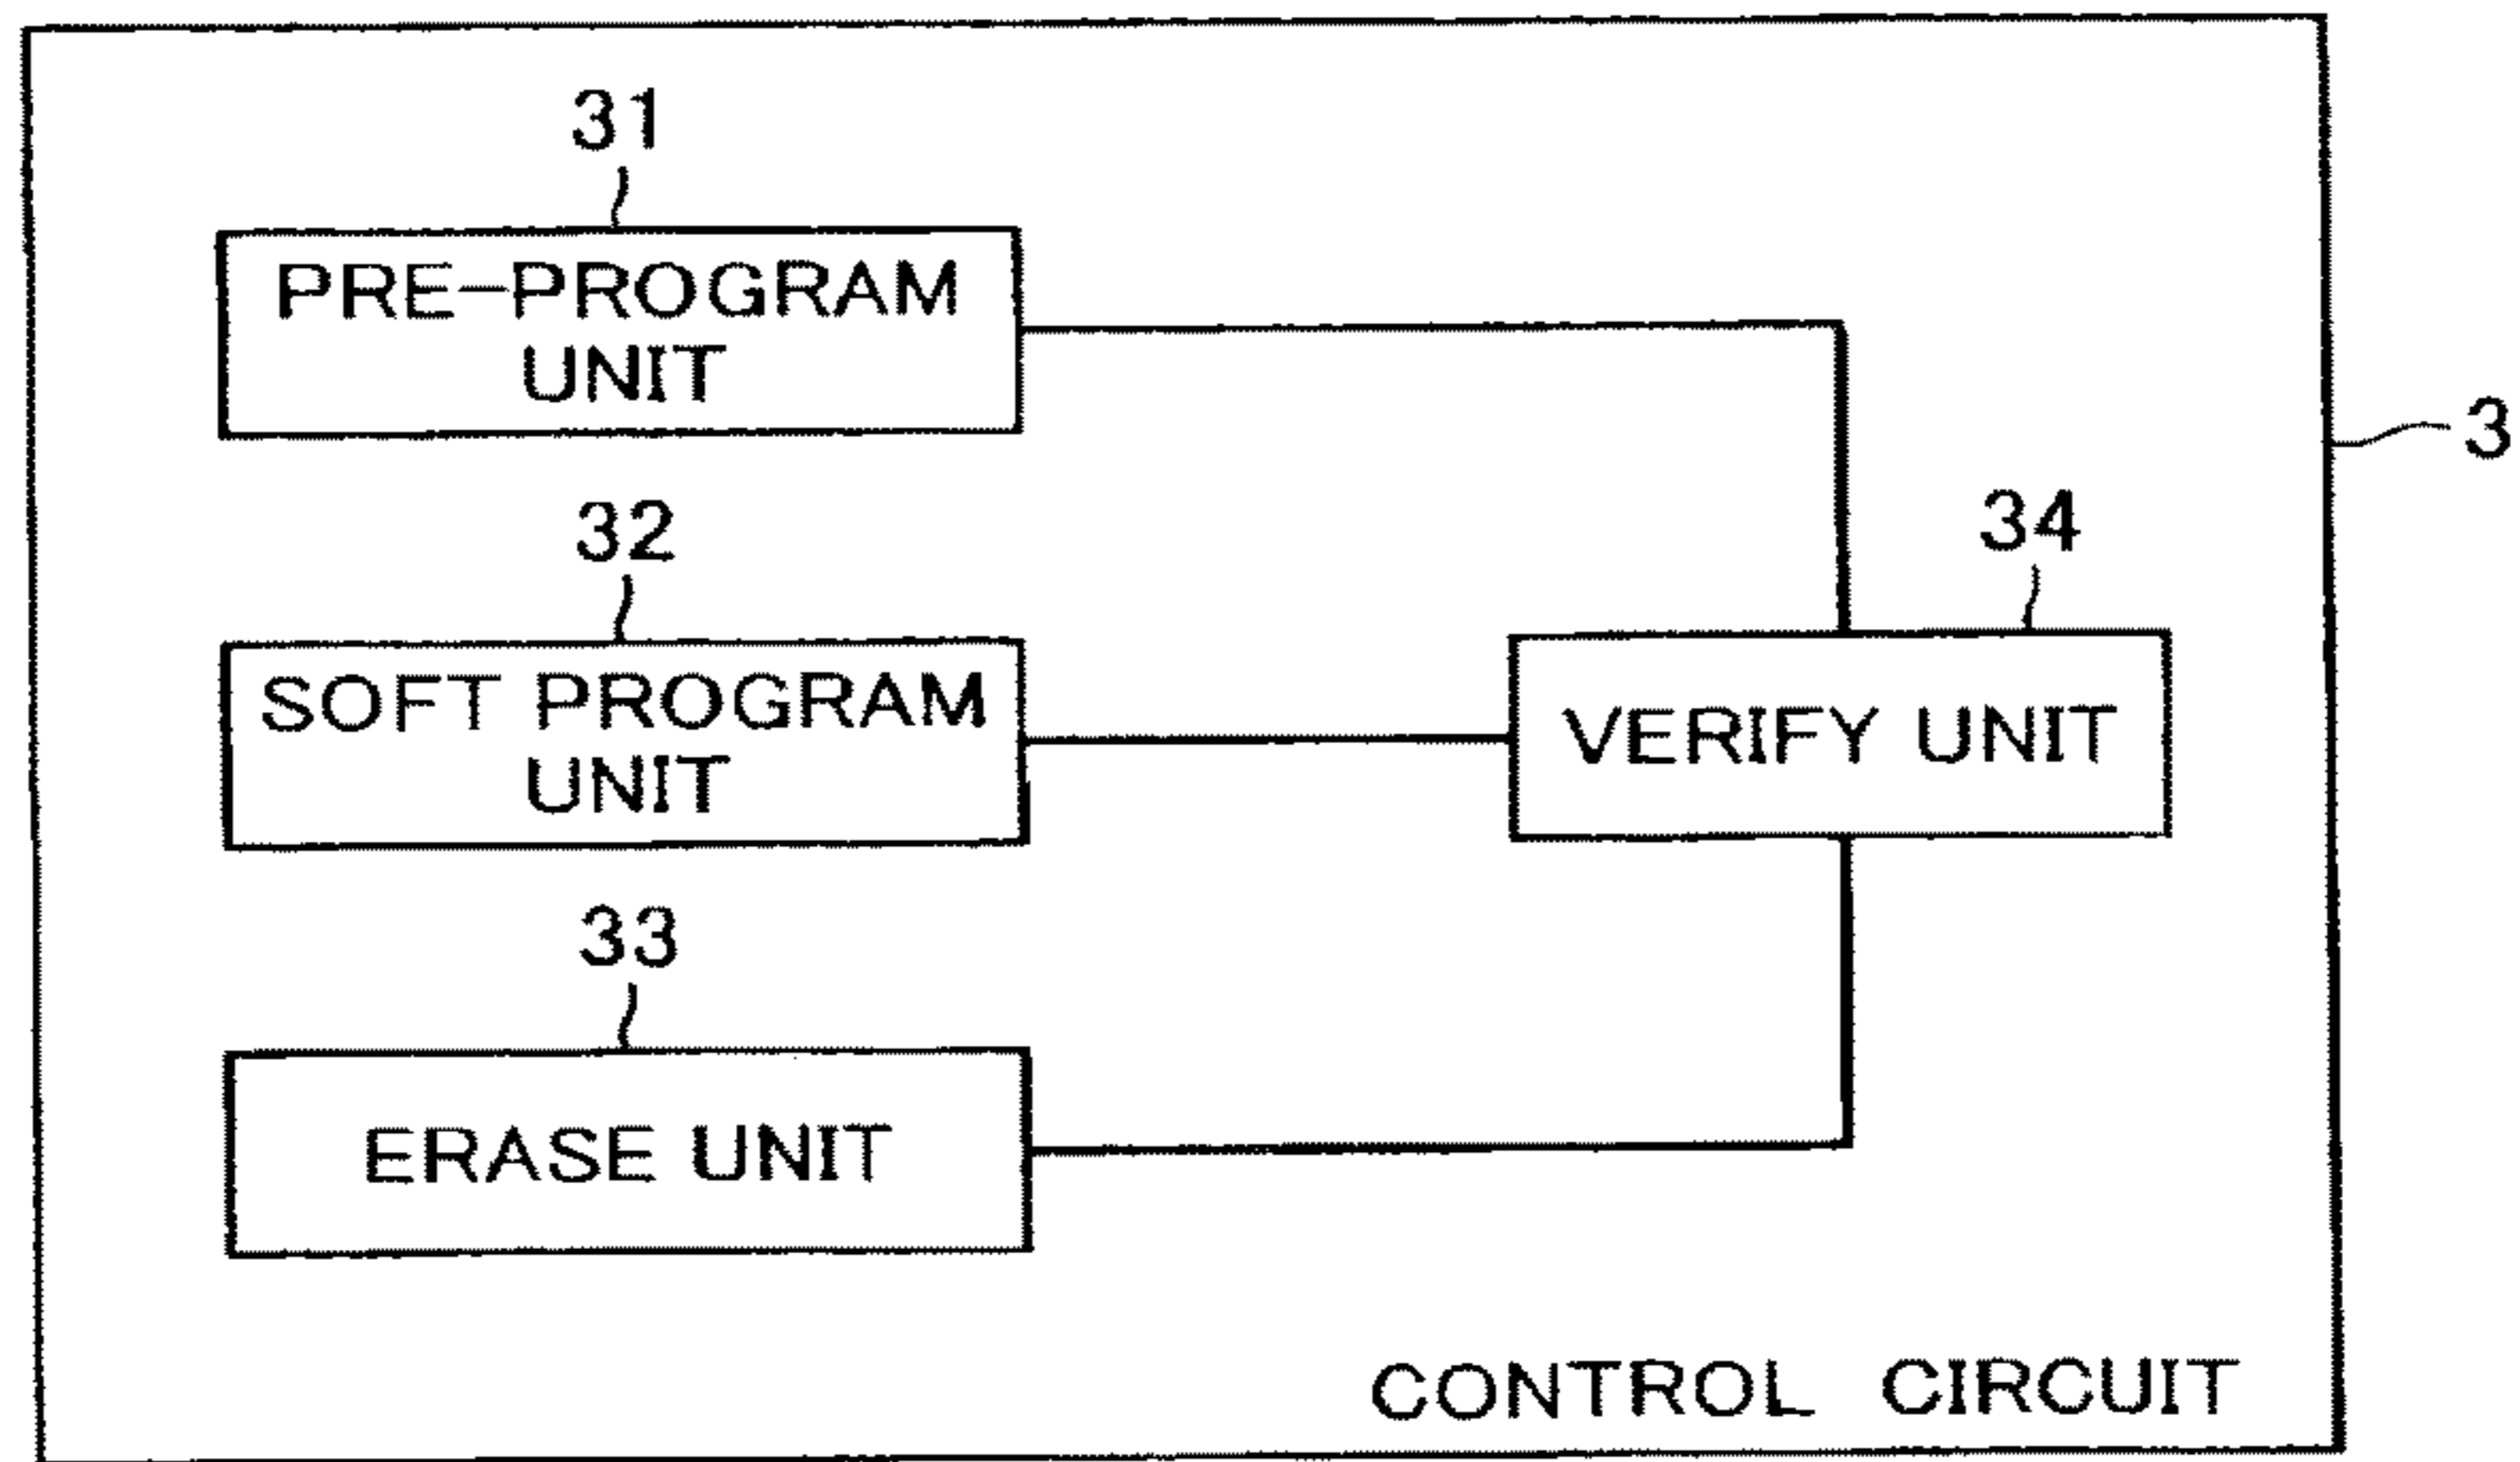 31
PRE-PROGRAM
UNIT
3
32
34
SOFT PROGRAM
UNIT
VERIFY UNIT
33
ERASE UNIT
CONTROL CIRCUIT